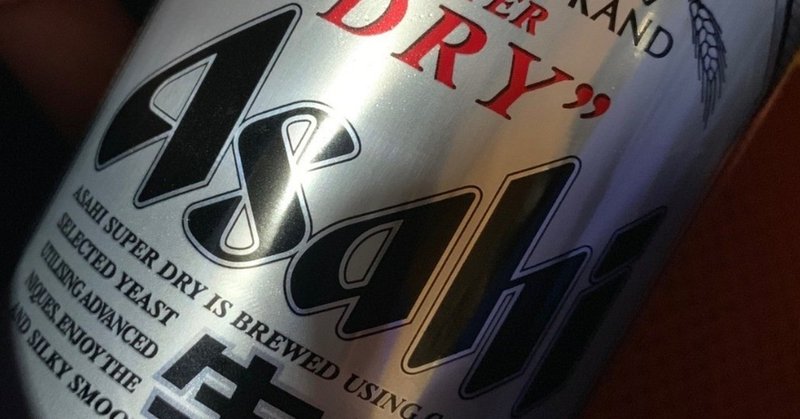 RAND
DRY"
Asahi
ASAHI SUPER DRY IS BREWED USING
SELECTED YEAST
UTILISING ADVANCED
NIQUES, ENJOY THE
AND SILKY SMOO
生